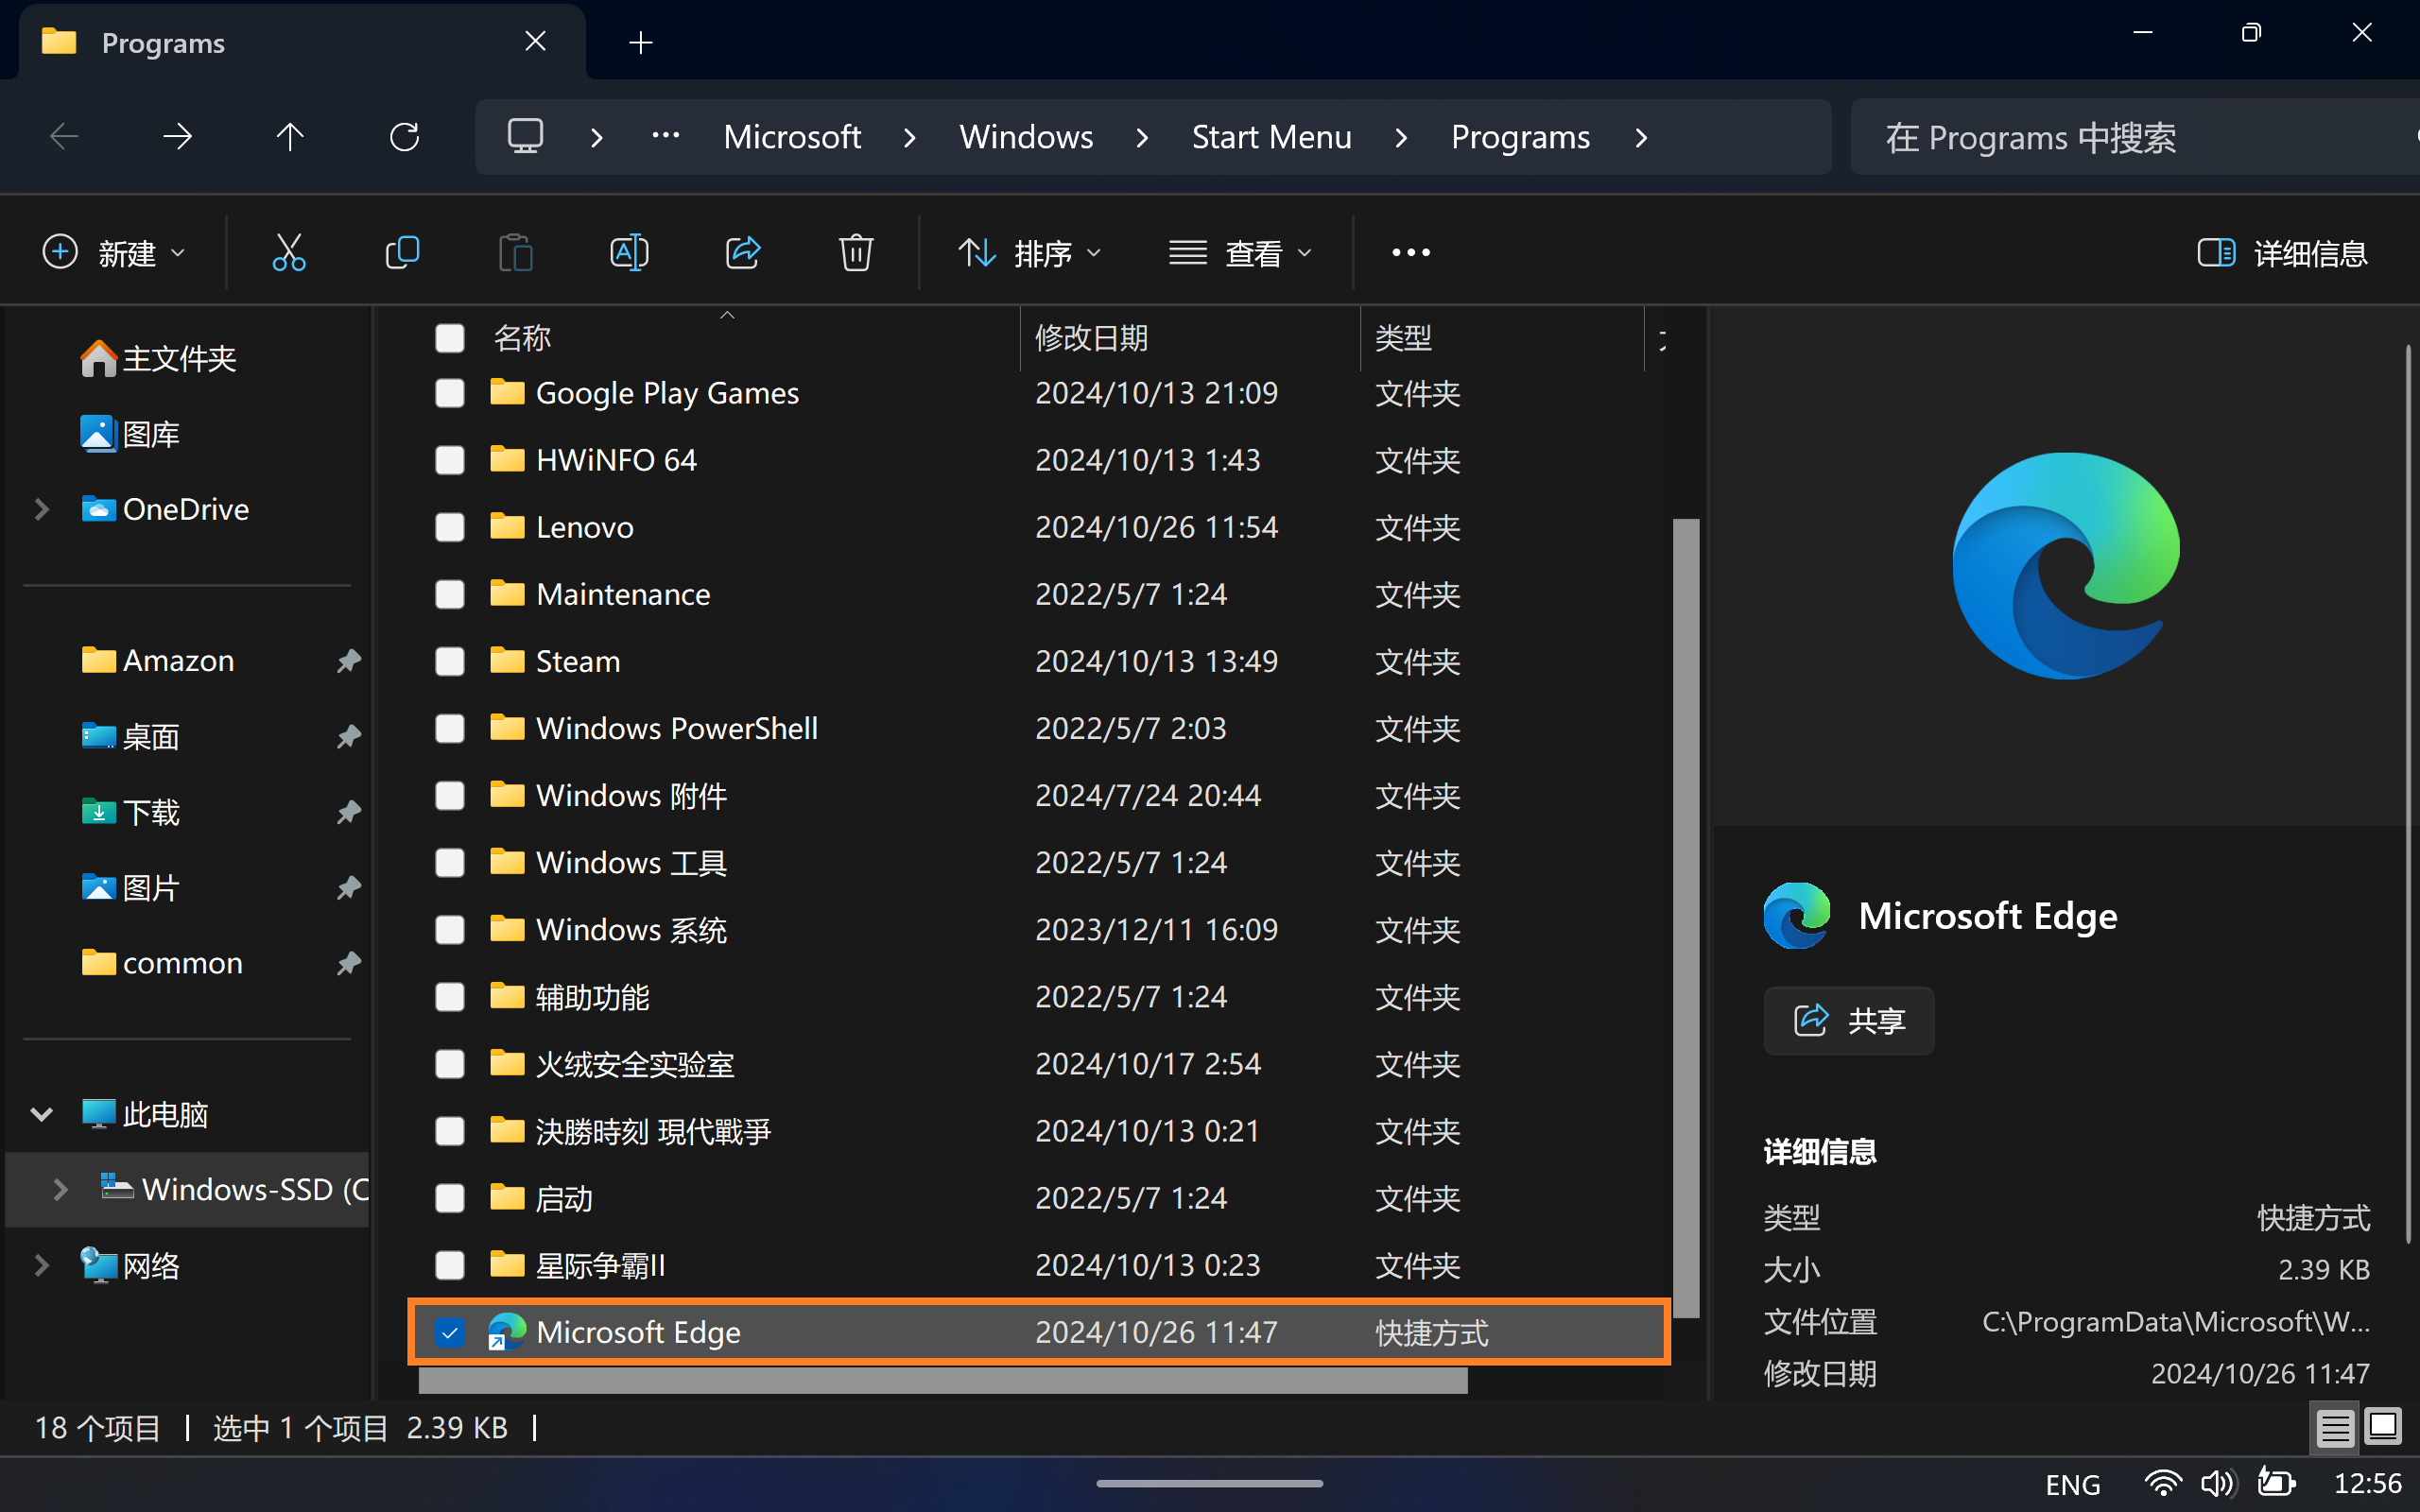 Programs
Microsoft Windows Start Menu Programs
在 Programs 中搜索
新建
排序
查看
详细信息
主文件夹
图库
OneDrive
Amazon
桌面
下载
图片
common
此电脑
Windows-SSD (C
网络
名称 修改日期 类型
Google Play Games 2024/10/13 21:09 文件夹
HWiNFO 64 2024/10/13 1:43 文件夹
Lenovo 2024/10/26 11:54 文件夹
Maintenance 2022/5/7 1:24 文件夹
Steam 2024/10/13 13:49 文件夹
Windows PowerShell 2022/5/7 2:03 文件夹
Windows 附件 2024/7/24 20:44 文件夹
Windows 工具 2022/5/7 1:24 文件夹
Windows 系统 2023/12/11 16:09 文件夹
辅助功能 2022/5/7 1:24 文件夹
火绒安全实验室 2024/10/17 2:54 文件夹
決勝時刻 現代戰爭 2024/10/13 0:21 文件夹
启动 2022/5/7 1:24 文件夹
星际争霸II 2024/10/13 0:23 文件夹
Microsoft Edge 2024/10/26 11:47 快捷方式
Microsoft Edge
共享
详细信息
类型 快捷方式
大小 2.39 KB
文件位置 C:\ProgramData\Microsoft\W...
修改日期 2024/10/26 11:47
18 个项目 | 选中 1 个项目 2.39 KB |
ENG 12:56